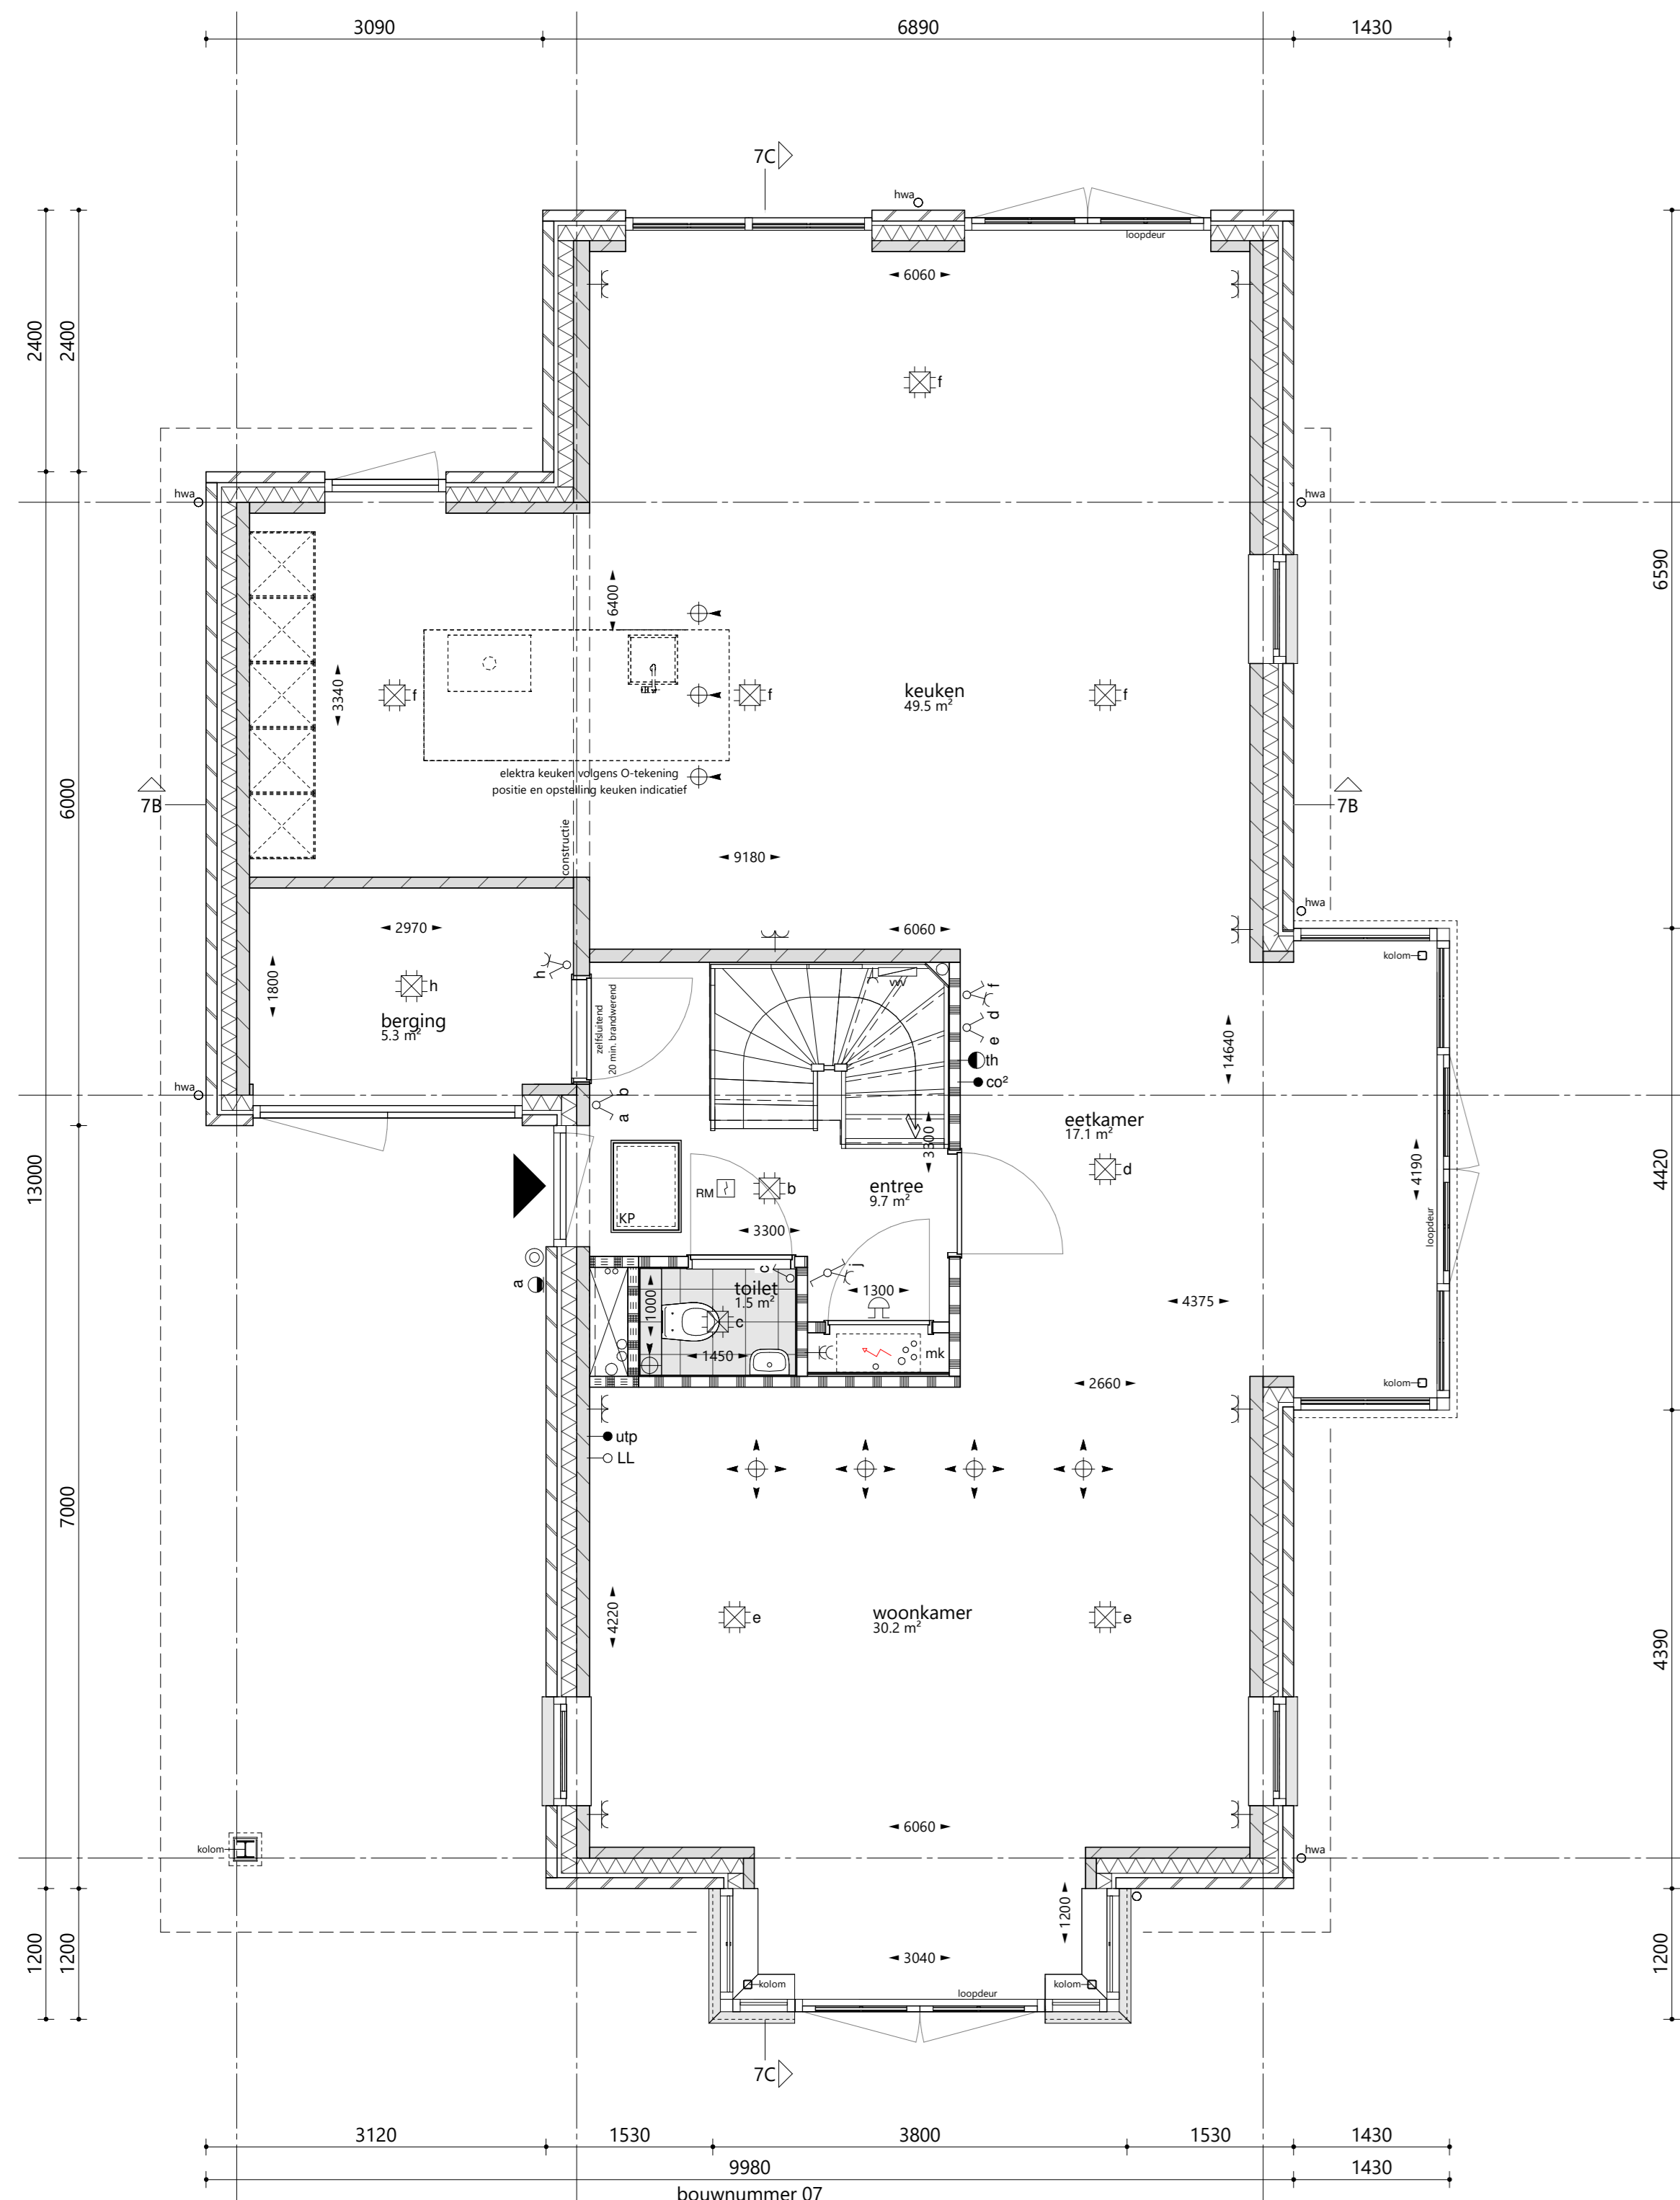 3090
6890
1430
7C
hwa
loopdeur
6060
2400
2400
f
hwa
hwa
6590
6400
3340
f
f
keuken
49.5 m²
f
elektra keuken volgens O-tekening
positie en opstelling keuken indicatief
6000
7B
7B
constructie
9180
hwa
2970
6060
kolom
h
vvv
f
1800
h
berging
5.3 m²
zelfsluitend
20 min. brandwerend
d
e
th
14640
hwa
co²
b
a
eetkamer
17.1 m²
3300
13000
4190
4420
d
RM
b
entree
9.7 m²
KP
3300
loopdeur
a
c
j
toilet
1.5 m²
1000
1300
4375
c
1450
mk
2660
kolom
utp
LL
7000
4220
e
woonkamer
30.2 m²
e
4390
6060
kolom
hwa
1200
1200
1200
3040
1200
kolom
kolom
loopdeur
7C
3120
1530
3800
1530
1430
9980
1430
bouwnummer 07